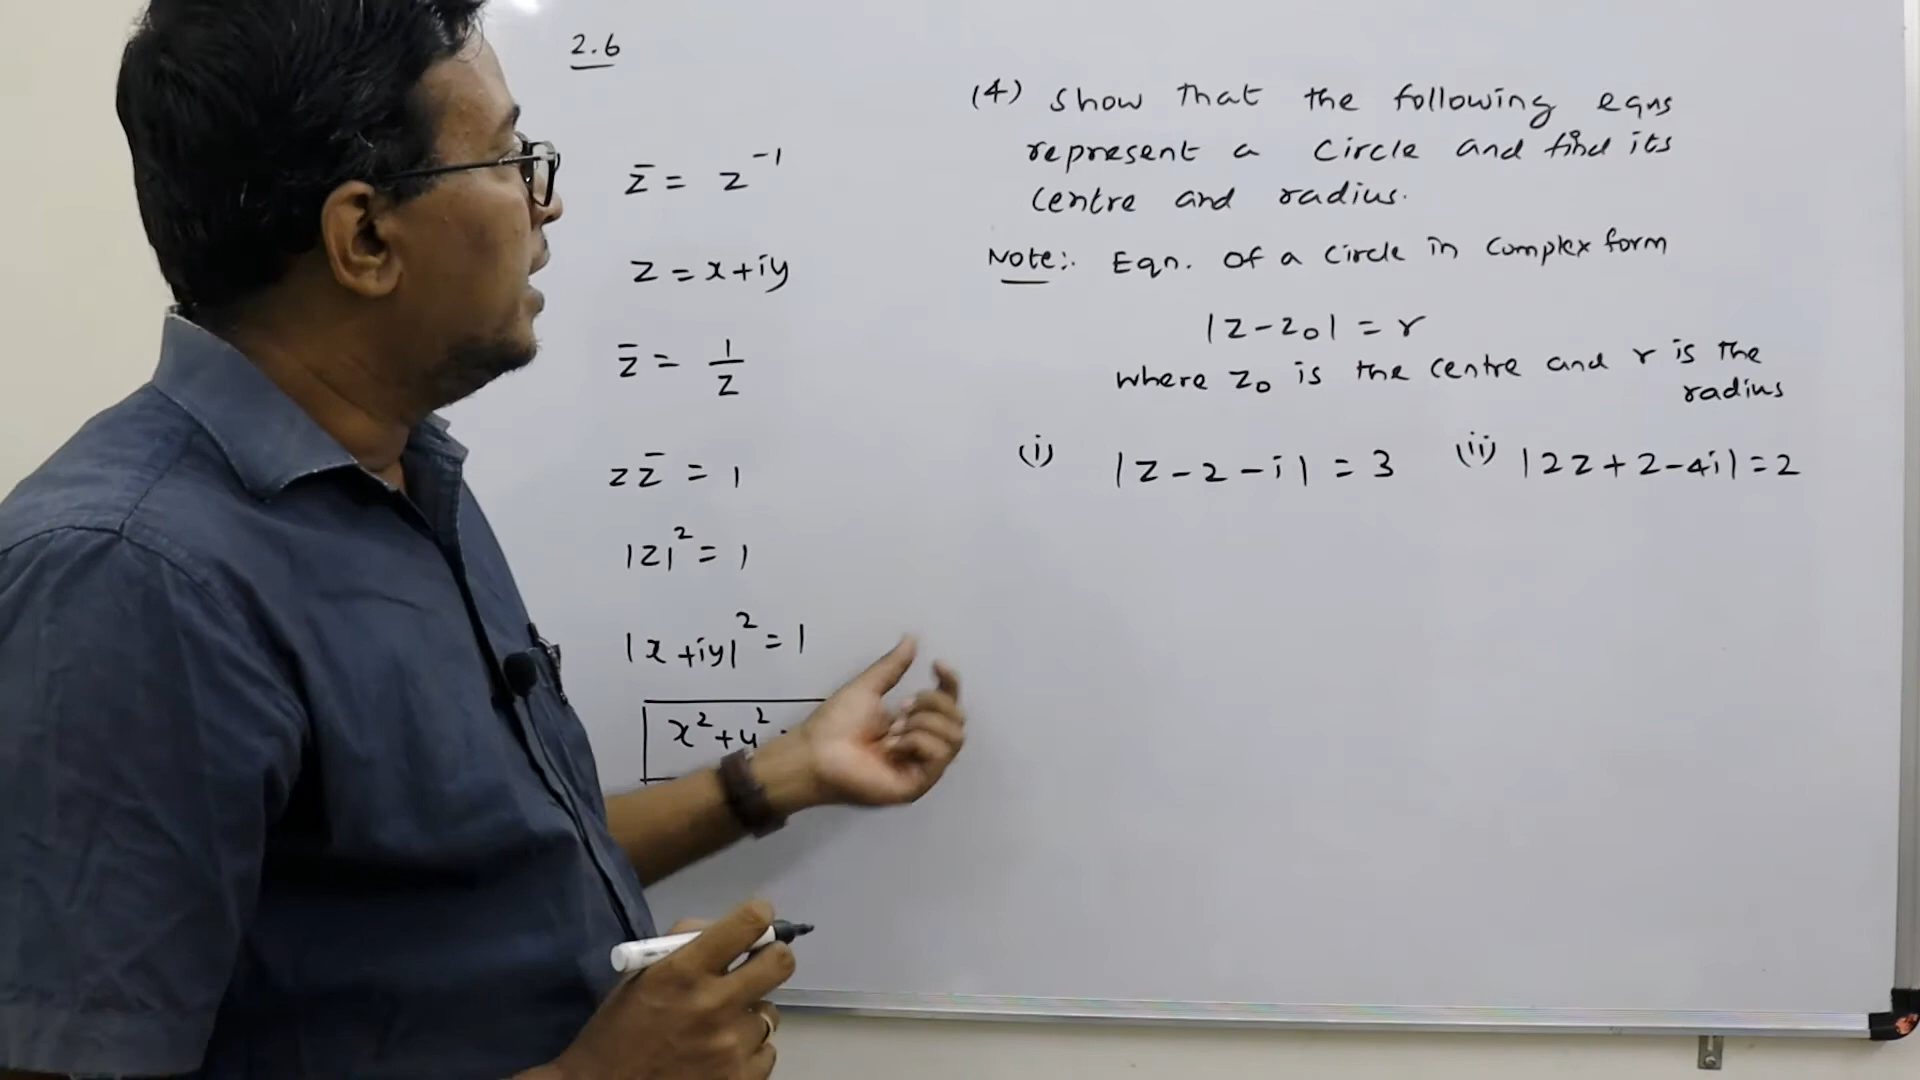 2.6
z̄ = z⁻¹
z = x+iy
z̄ = 1/z
z z̄ = 1
|z|² = 1
|x+iy|² = 1
x²+y²
(4) Show that the following eqns
represent a circle and find its
centre and radius.
Note:. Eqn. of a circle in complex form
|z-z₀| = r
where z₀ is the centre and r is the
radius
(i) |z-2-i| = 3 (ii) |2z+2-4i| = 2